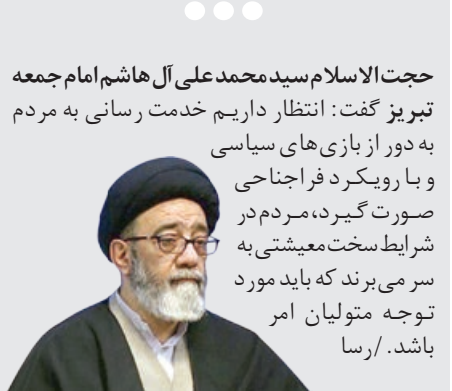 حجت‌الاسلام سیدمحمدعلی آل‌هاشم امام جمعه
تبریز گفت: انتظار داریم خدمت رسانی به مردم
به دور از بازی‌های سیاسی
و با رویکرد فراجناحی
صورت گیرد، مردم در
شرایط سخت معیشتی به
سر می‌برند که باید مورد
توجه متولیان امر
باشد. /رسا